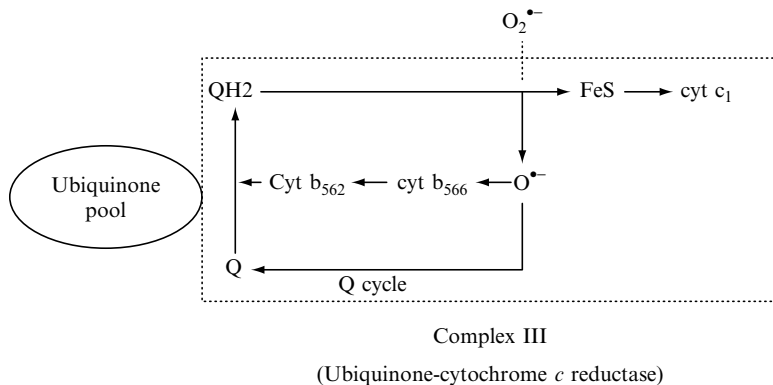 O₂•−
QH2 FeS cyt c₁
Ubiquinone
pool
Cyt b₅₆₂ cyt b₅₆₆ O•−
Q
Q cycle
Complex III
(Ubiquinone-cytochrome c reductase)